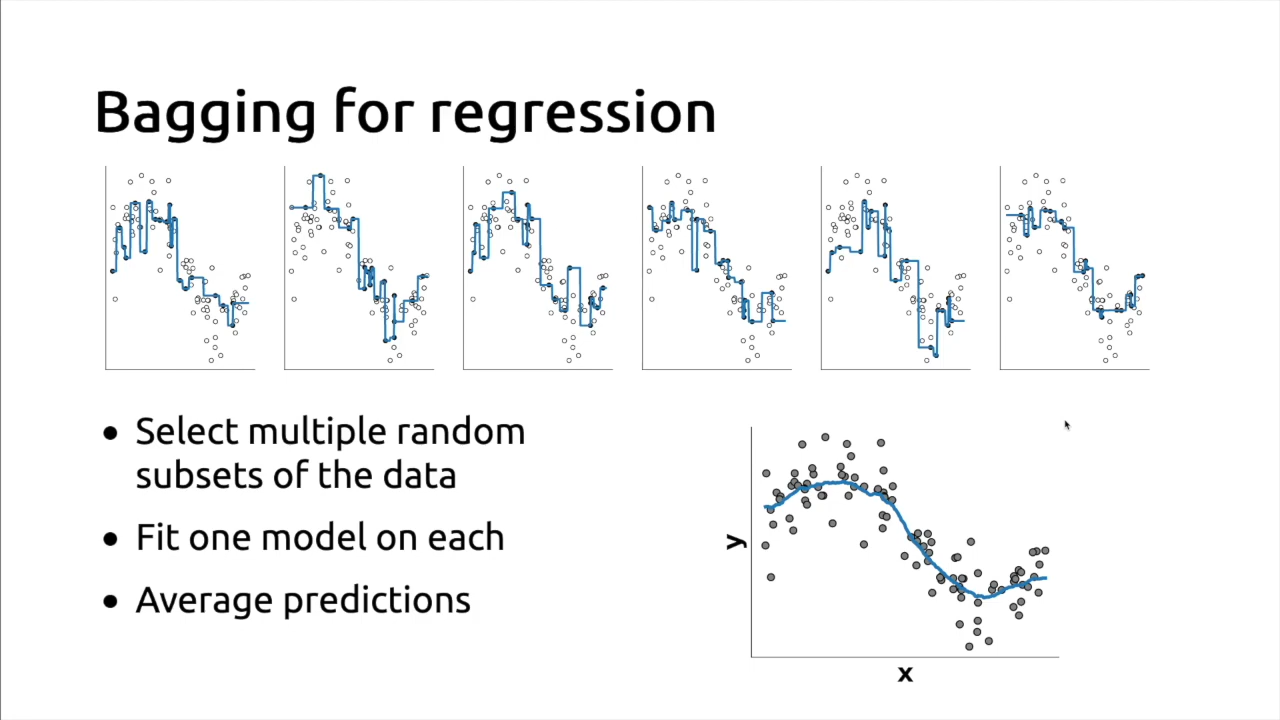 Bagging for regression
• Select multiple random
subsets of the data
• Fit one model on each
• Average predictions
y
x